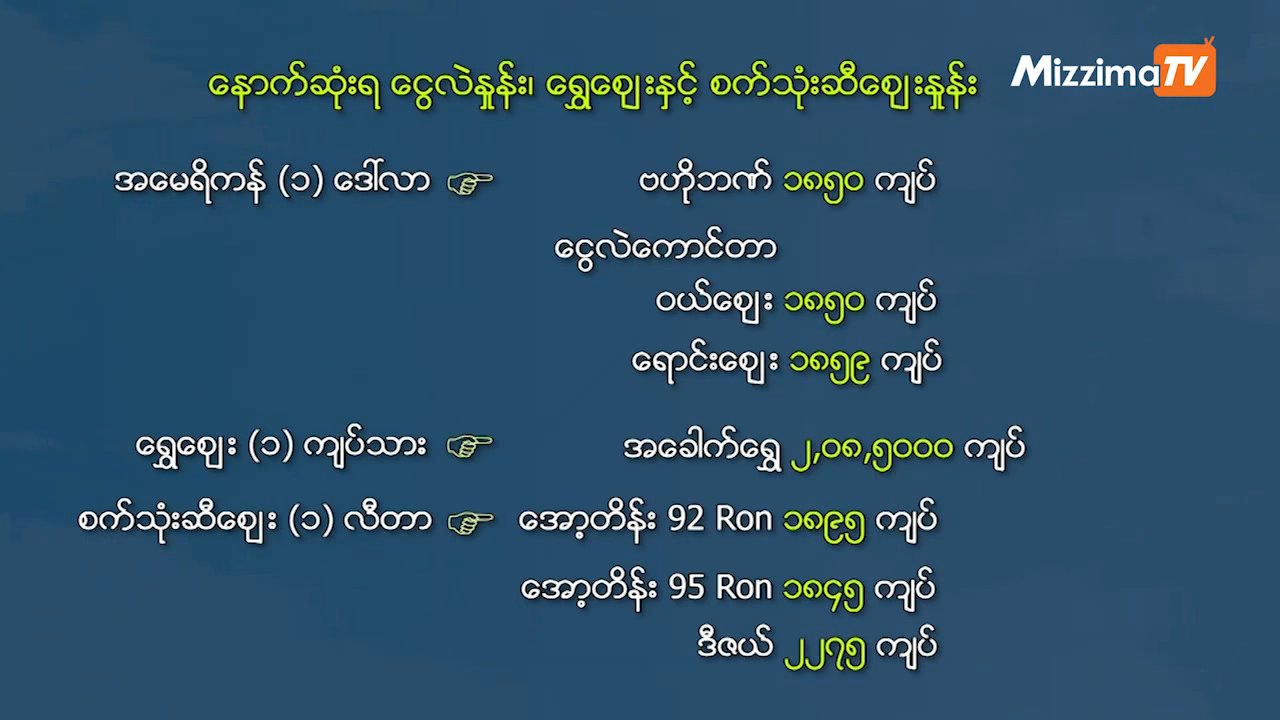 Mizzima TV
နောက်ဆုံးရ ငွေလဲနှုန်း၊ ရွှေဈေးနှင့် စက်သုံးဆီဈေးနှုန်း
အမေရိကန် (၁) ဒေါ်လာ ဗဟိုဘဏ် ၁၈၅၀ ကျပ်
ငွေလဲကောင်တာ
ဝယ်ဈေး ၁၈၅၀ ကျပ်
ရောင်းဈေး ၁၈၅၉ ကျပ်
ရွှေဈေး (၁) ကျပ်သား အခေါက်ရွှေ ၂,၀၈,၅၀၀၀ ကျပ်
စက်သုံးဆီဈေး (၁) လီတာ အော့တိန်း 92 Ron ၁၈၉၅ ကျပ်
အော့တိန်း 95 Ron ၁၈၄၅ ကျပ်
ဒီဇယ် ၂၂၇၅ ကျပ်